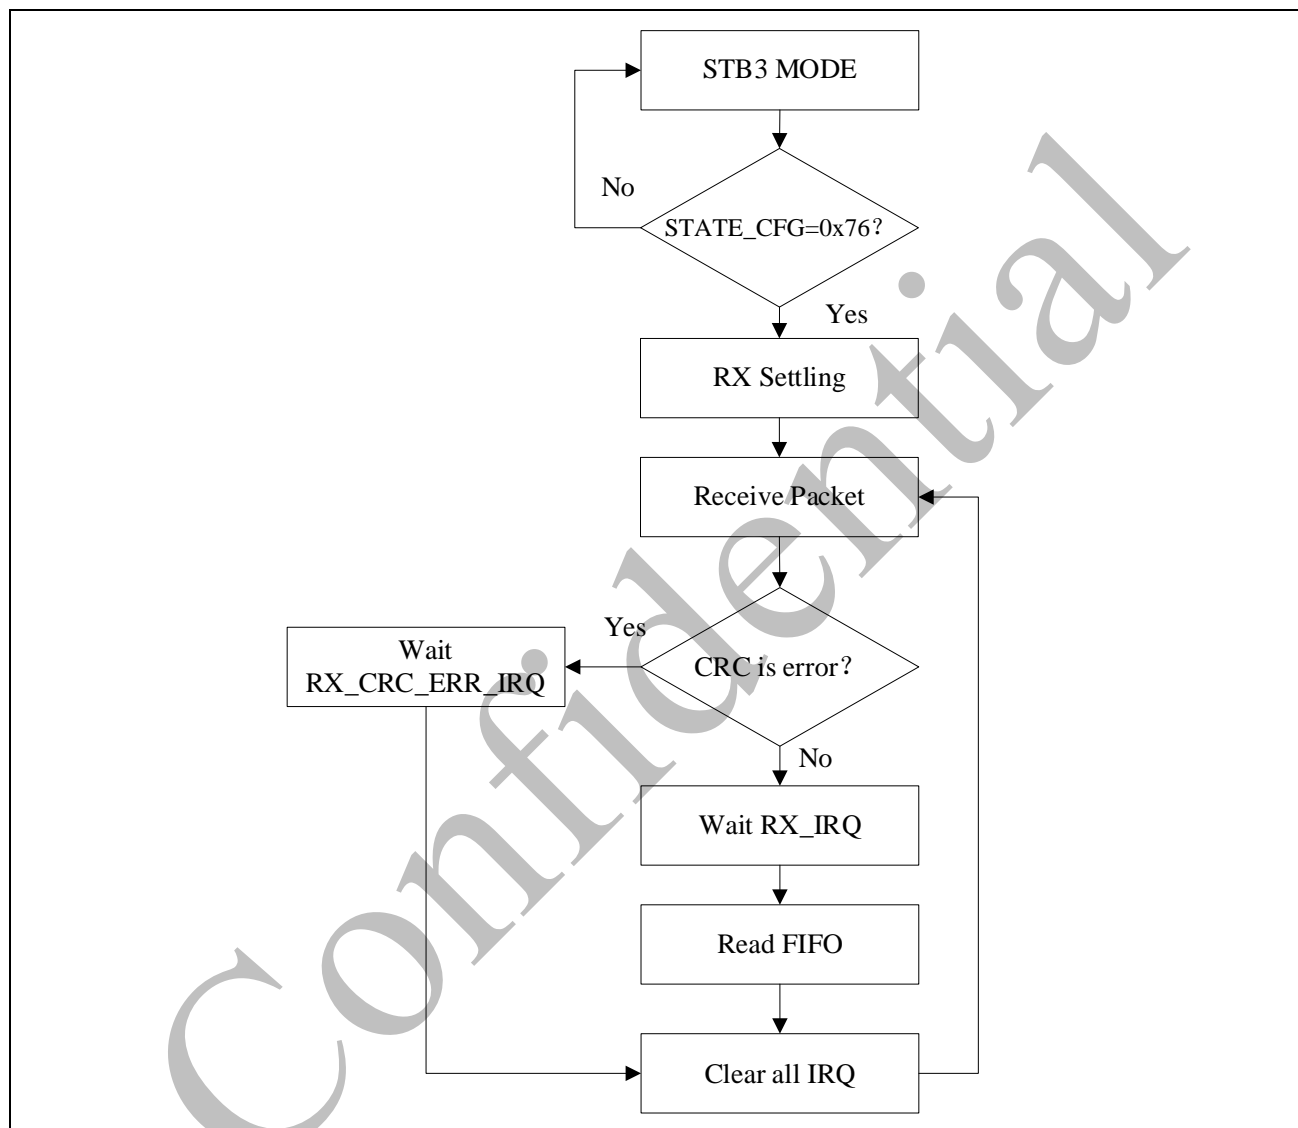 STB3 MODE
No
STATE_CFG=0x76?
Yes
RX Settling
Receive Packet
Yes
Wait
RX_CRC_ERR_IRQ
CRC is error?
No
Wait RX_IRQ
Read FIFO
Clear all IRQ
Confidential